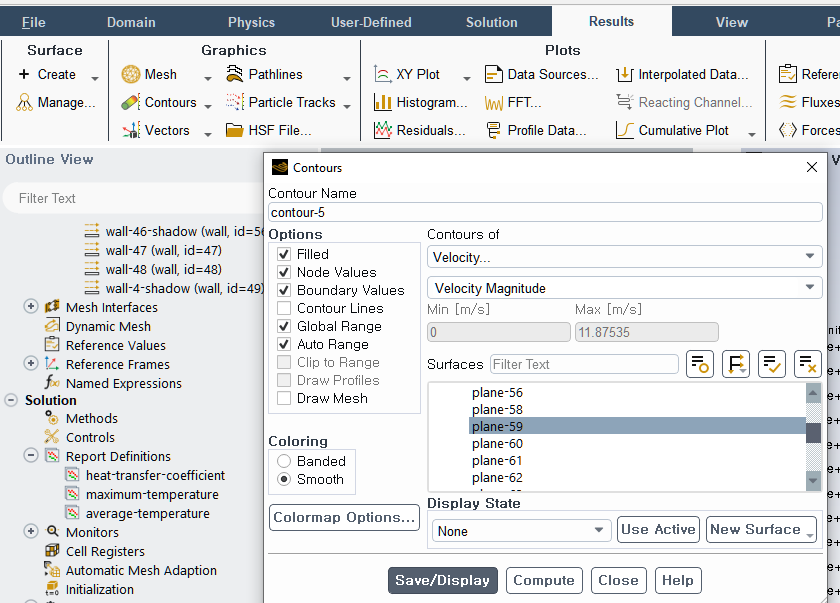 File Domain Physics User-Defined Solution Results View
Surface
Graphics
Plots
Create
Mesh
Pathlines
XY Plot
Data Sources...
Interpolated Data...
Manage...
Contours
Particle Tracks
Histogram...
FFT...
Reacting Channel...
Fluxes
Vectors
HSF File...
Residuals...
Profile Data...
Cumulative Plot
Forces
Outline View
Filter Text
wall-46-shadow (wall, id=56
wall-47 (wall, id=47)
wall-48 (wall, id=48)
wall-4-shadow (wall, id=49)
Mesh Interfaces
Dynamic Mesh
Reference Values
Reference Frames
Named Expressions
Solution
Methods
Controls
Report Definitions
heat-transfer-coefficient
maximum-temperature
average-temperature
Monitors
Cell Registers
Automatic Mesh Adaption
Initialization
Contours
Contour Name
contour-5
Options
Filled
Node Values
Boundary Values
Contour Lines
Global Range
Auto Range
Clip to Range
Draw Profiles
Draw Mesh
Coloring
Banded
Smooth
Colormap Options...
Contours of
Velocity...
Velocity Magnitude
Min [m/s]
Max [m/s]
0
11.87535
Surfaces
Filter Text
plane-56
plane-58
plane-59
plane-60
plane-61
plane-62
Display State
None
Use Active
New Surface
Save/Display
Compute
Close
Help